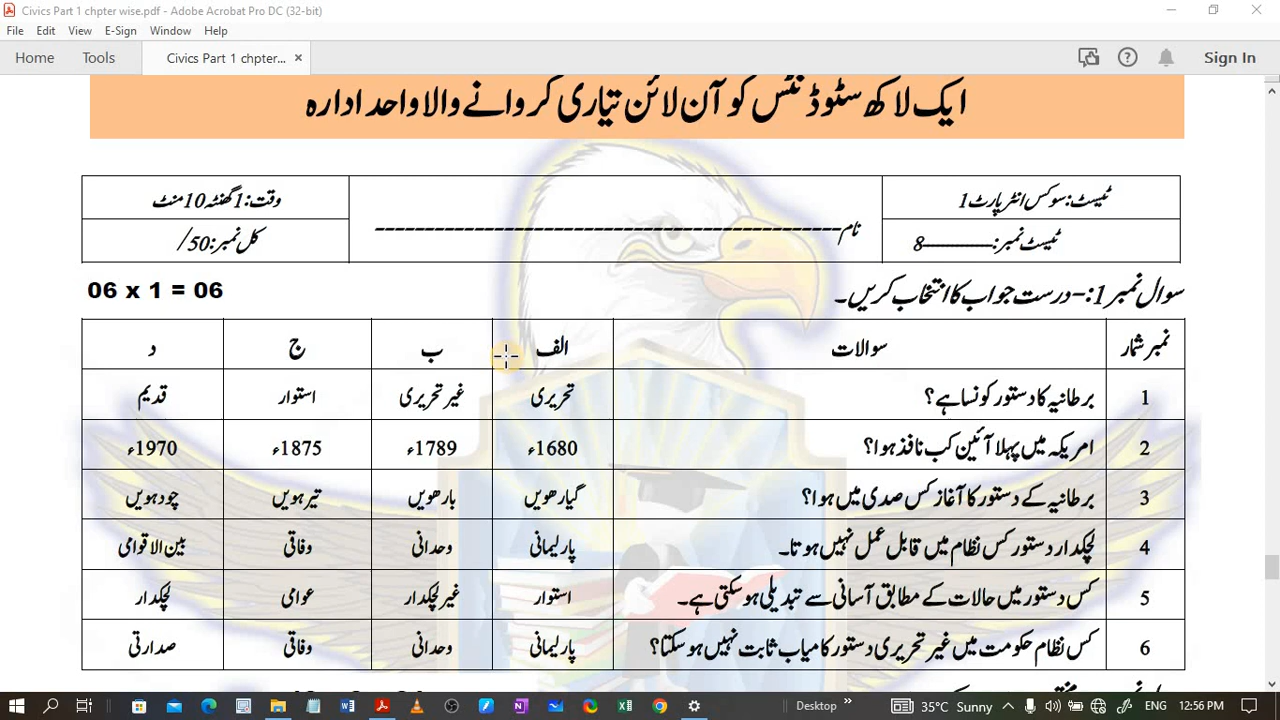 Civics Part 1 chpter wise.pdf - Adobe Acrobat Pro DC (32-bit)
File Edit View E-Sign Window Help
Home Tools Civics Part 1 chpter... × Sign In
ایک لاکھ سٹوڈنٹس کو آن لائن تیاری کروانے والا واحد ادارہ
ٹیسٹ: سوکس انٹر پارٹ 1 نام ---------------------------------------------- وقت: 1 گھنٹہ 10 منٹ
ٹیسٹ نمبر: ----------8 کل نمبر: 50/
سوال نمبر 1:- درست جواب کا انتخاب کریں۔ 06 x 1 = 06
نمبر شمار سوالات الف ب ج د
1 برطانیہ کا دستور کونسا ہے؟ تحریری غیر تحریری استوار قدیم
2 امریکہ میں پہلا آئین کب نافذ ہوا؟ 1680ء 1789ء 1875ء 1970ء
3 برطانیہ کے دستور کا آغاز کس صدی میں ہوا؟ گیارھویں بارھویں تیرہویں چودہویں
4 لچکدار دستور کس نظام میں قابل عمل نہیں ہوتا۔ پارلیمانی وحدانی وفاقی بین الاقوامی
5 کس دستور میں حالات کے مطابق آسانی سے تبدیلی ہو سکتی ہے۔ استوار غیر لچکدار عوامی لچکدار
6 کس نظام حکومت میں غیر تحریری دستور کامیاب ثابت نہیں ہو سکتا؟ پارلیمانی وحدانی وفاقی صدارتی
Desktop » 35°C Sunny ENG 12:56 PM